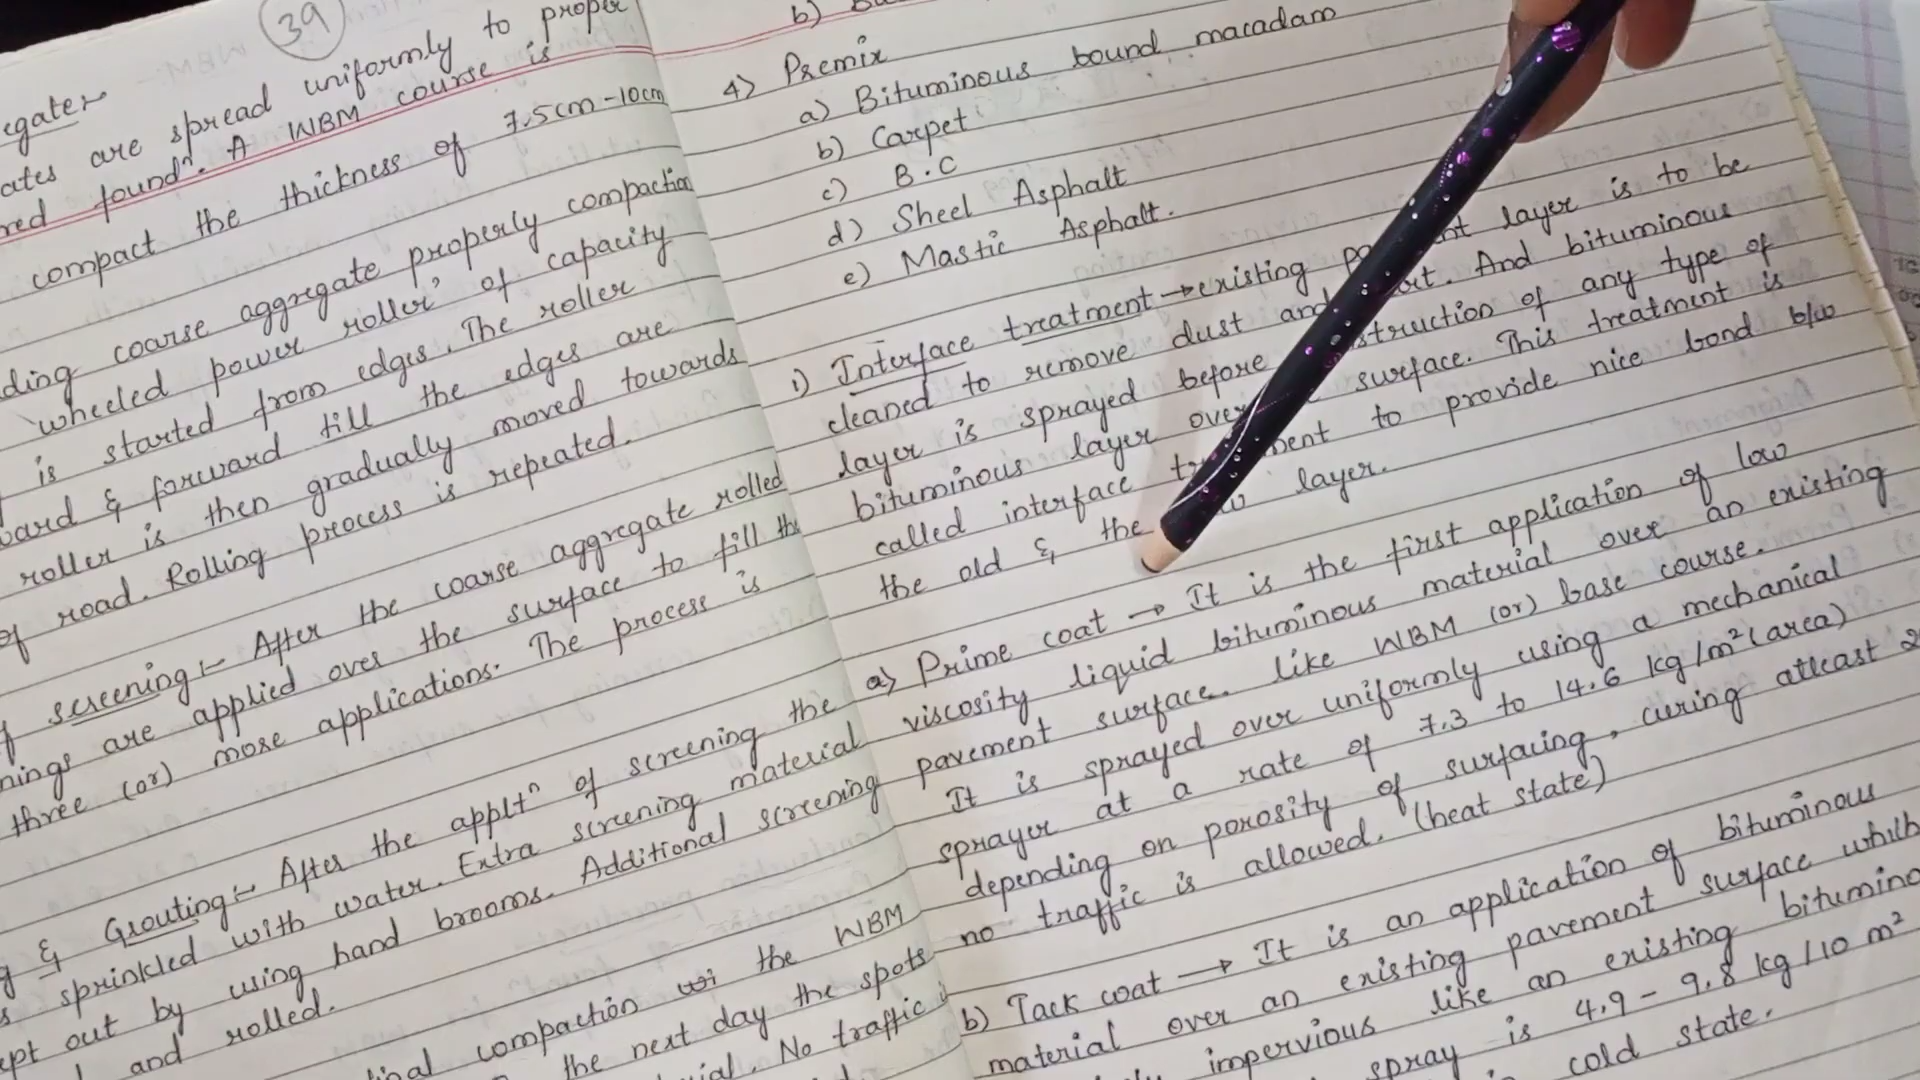 39
egate:-
ates are spread uniformly to proper
red foundⁿ. A WBM course is
compact the thickness of 7.5cm-10cm
ding coarse aggregate properly compaction
wheeled power roller' of capacity
is started from edges. The roller
ward & forward till the edges are
roller is then gradually moved towards
of road. Rolling process is repeated.
f screening:- After the coarse aggregate rolled
nings are applied over the surface to fill the
three (or) more applications. The process is
g & Grouting:- After the appltⁿ of screening the
s sprinkled with water. Extra screening material
ept out by using hand brooms. Additional screening
and rolled.
inal compaction the WBM
the next day the spots
ial. No traffic
b)
4) Premix
a) Bituminous bound macadam
b) Carpet
c) B.C
d) Sheel Asphalt
e) Mastic Asphalt.
i) Interface treatment → existing layer is to be
cleaned to remove dust and And bituminous
layer is sprayed before struction of any type of
bituminous layer over surface. This treatment is
called interface ment to provide nice bond b/w
the old & the layer.
a) Prime coat → It is the first application of low
viscosity liquid bituminous material over an existing
pavement surface. like WBM (or) base course.
It is sprayed over uniformly using a mechanical
sprayer at a rate of 7.3 to 14.6 kg/m² (area)
depending on porosity of surfacing, curing atleast 2
no traffic is allowed. (heat state)
b) Tack coat → It is an application of bituminous
material over an existing pavement surface whilh
impervious like an existing bitumino
spray is 4.9 - 9.8 kg/10 m²
cold state.